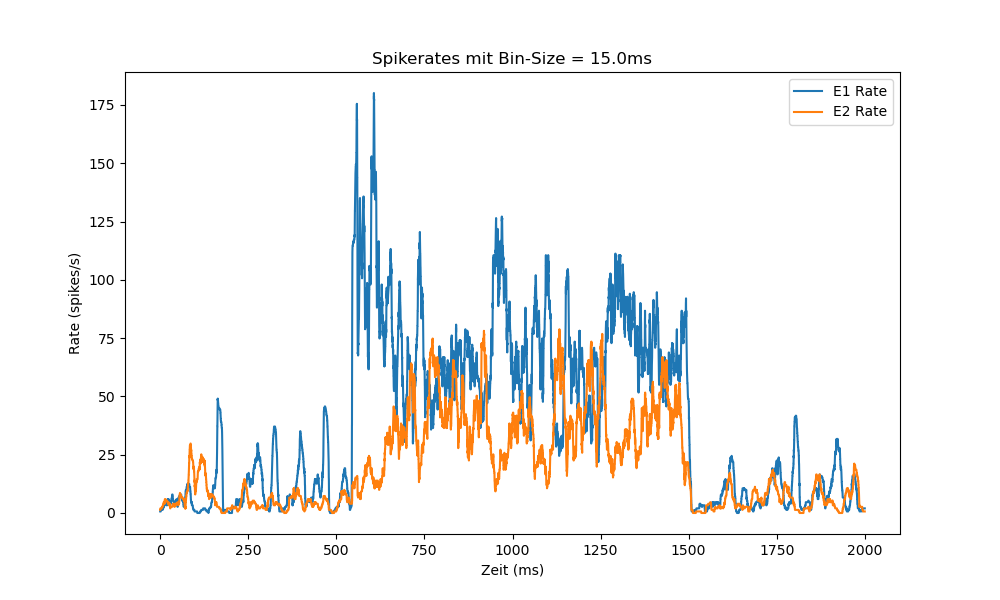 Spikerates mit Bin-Size = 15.0ms
E1 Rate
E2 Rate
175
150
125
100
75
50
25
0
Rate (spikes/s)
0 250 500 750 1000 1250 1500 1750 2000
Zeit (ms)